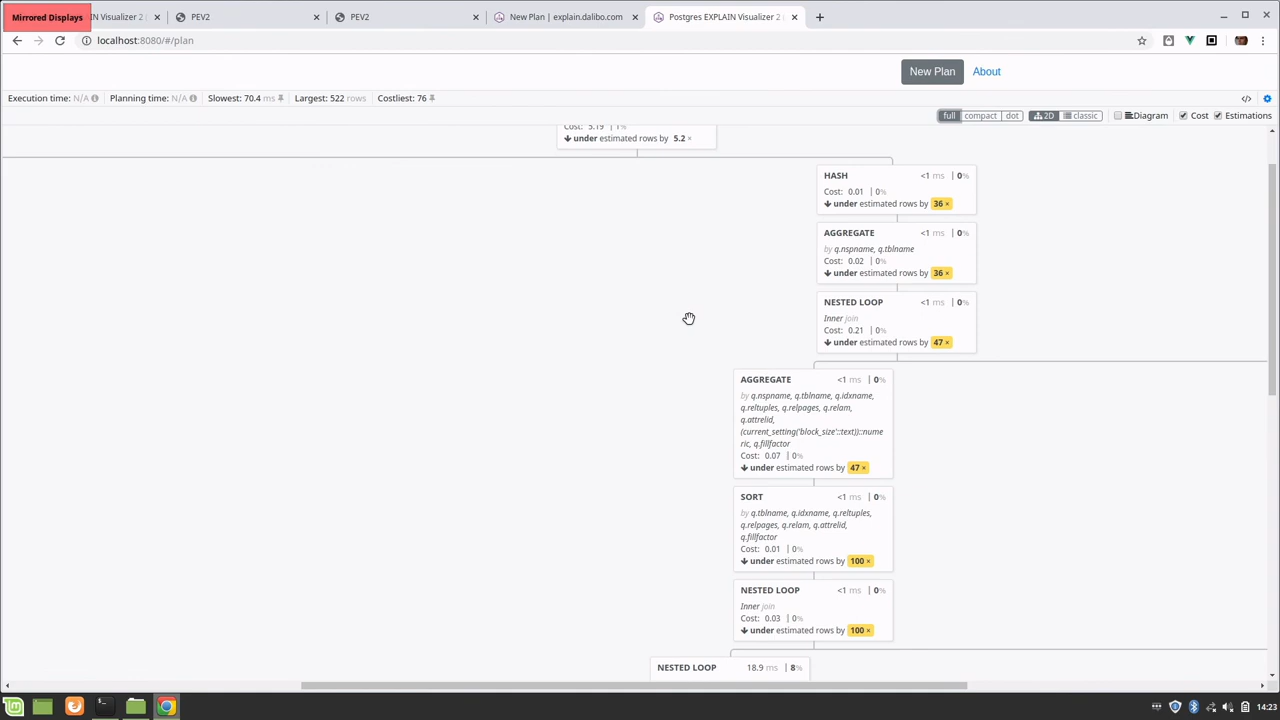 Mirrored Displays
IN Visualizer 2 |
PEV2
PEV2
New Plan | explain.dalibo.com
Postgres EXPLAIN Visualizer 2 |
localhost:8080/#/plan
New Plan
About
Execution time: N/A
Planning time: N/A
Slowest: 70.4 ms
Largest: 522 rows
Costliest: 76
full
compact
dot
2D
classic
Diagram
Cost
Estimations
Cost: 5.19 | 1%
under estimated rows by 5.2 ×
HASH <1 ms | 0%
Cost: 0.01 | 0%
under estimated rows by 36 ×
AGGREGATE <1 ms | 0%
by q.nspname, q.tblname
Cost: 0.02 | 0%
under estimated rows by 36 ×
NESTED LOOP <1 ms | 0%
Inner join
Cost: 0.21 | 0%
under estimated rows by 47 ×
AGGREGATE <1 ms | 0%
by q.nspname, q.tblname, q.idxname,
q.reltuples, q.relpages, q.relam,
q.attrelid,
(current_setting('block_size'::text))::nume
ric, q.fillfactor
Cost: 0.07 | 0%
under estimated rows by 47 ×
SORT <1 ms | 0%
by q.tblname, q.idxname, q.reltuples,
q.relpages, q.relam, q.attrelid,
q.fillfactor
Cost: 0.01 | 0%
under estimated rows by 100 ×
NESTED LOOP <1 ms | 0%
Inner join
Cost: 0.03 | 0%
under estimated rows by 100 ×
NESTED LOOP 18.9 ms | 8%
14:23